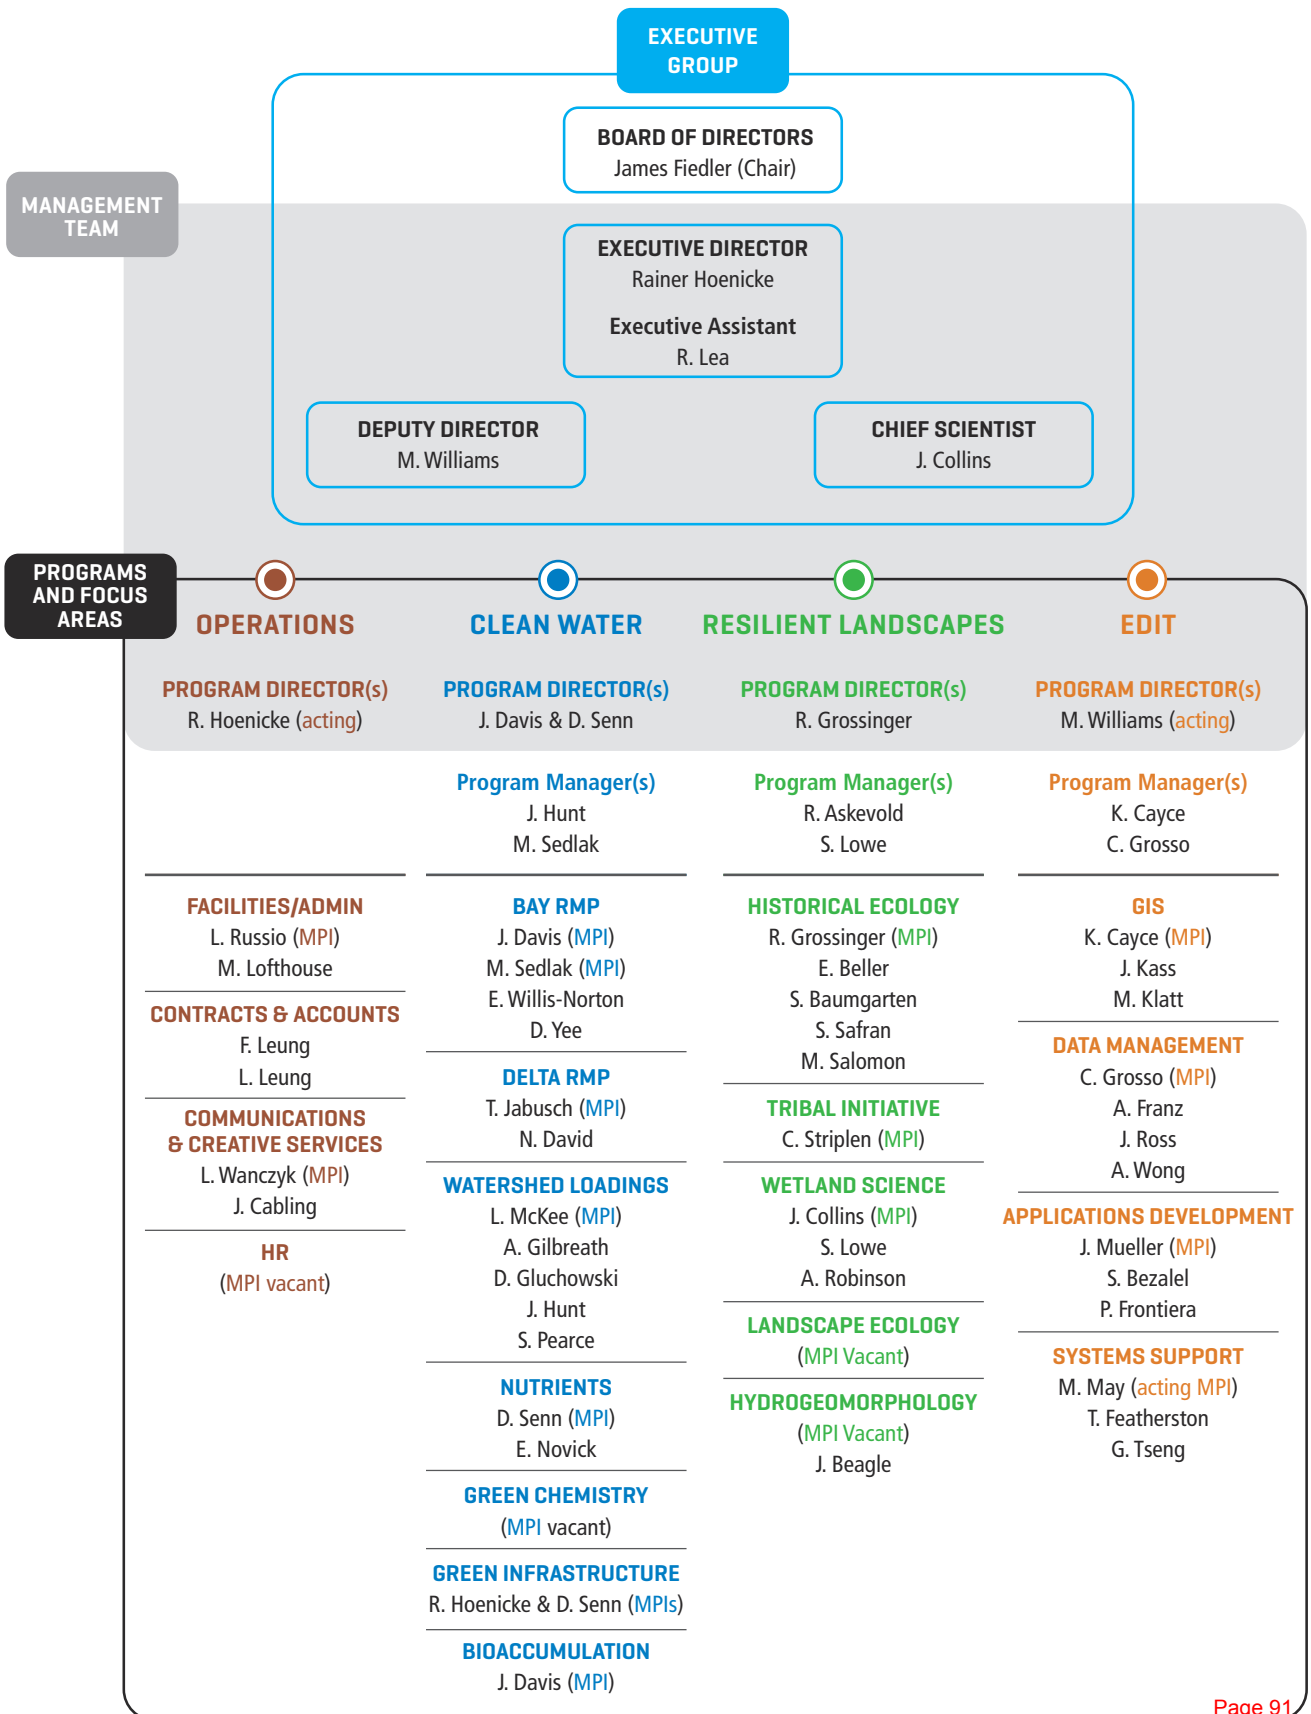 EXECUTIVE
GROUP
BOARD OF DIRECTORS
James Fiedler (Chair)
MANAGEMENT
TEAM
EXECUTIVE DIRECTOR
Rainer Hoenicke
Executive Assistant
R. Lea
DEPUTY DIRECTOR
M. Williams
CHIEF SCIENTIST
J. Collins
PROGRAMS
AND FOCUS
AREAS
OPERATIONS
PROGRAM DIRECTOR(s)
R. Hoenicke (acting)
FACILITIES/ADMIN
L. Russio (MPI)
M. Lofthouse
CONTRACTS & ACCOUNTS
F. Leung
L. Leung
COMMUNICATIONS
& CREATIVE SERVICES
L. Wanczyk (MPI)
J. Cabling
HR
(MPI vacant)
CLEAN WATER
PROGRAM DIRECTOR(s)
J. Davis & D. Senn
Program Manager(s)
J. Hunt
M. Sedlak
BAY RMP
J. Davis (MPI)
M. Sedlak (MPI)
E. Willis-Norton
D. Yee
DELTA RMP
T. Jabusch (MPI)
N. David
WATERSHED LOADINGS
L. McKee (MPI)
A. Gilbreath
D. Gluchowski
J. Hunt
S. Pearce
NUTRIENTS
D. Senn (MPI)
E. Novick
GREEN CHEMISTRY
(MPI vacant)
GREEN INFRASTRUCTURE
R. Hoenicke & D. Senn (MPIs)
BIOACCUMULATION
J. Davis (MPI)
RESILIENT LANDSCAPES
PROGRAM DIRECTOR(s)
R. Grossinger
Program Manager(s)
R. Askevold
S. Lowe
HISTORICAL ECOLOGY
R. Grossinger (MPI)
E. Beller
S. Baumgarten
S. Safran
M. Salomon
TRIBAL INITIATIVE
C. Striplen (MPI)
WETLAND SCIENCE
J. Collins (MPI)
S. Lowe
A. Robinson
LANDSCAPE ECOLOGY
(MPI Vacant)
HYDROGEOMORPHOLOGY
(MPI Vacant)
J. Beagle
EDIT
PROGRAM DIRECTOR(s)
M. Williams (acting)
Program Manager(s)
K. Cayce
C. Grosso
GIS
K. Cayce (MPI)
J. Kass
M. Klatt
DATA MANAGEMENT
C. Grosso (MPI)
A. Franz
J. Ross
A. Wong
APPLICATIONS DEVELOPMENT
J. Mueller (MPI)
S. Bezalel
P. Frontiera
SYSTEMS SUPPORT
M. May (acting MPI)
T. Featherston
G. Tseng
Page 91